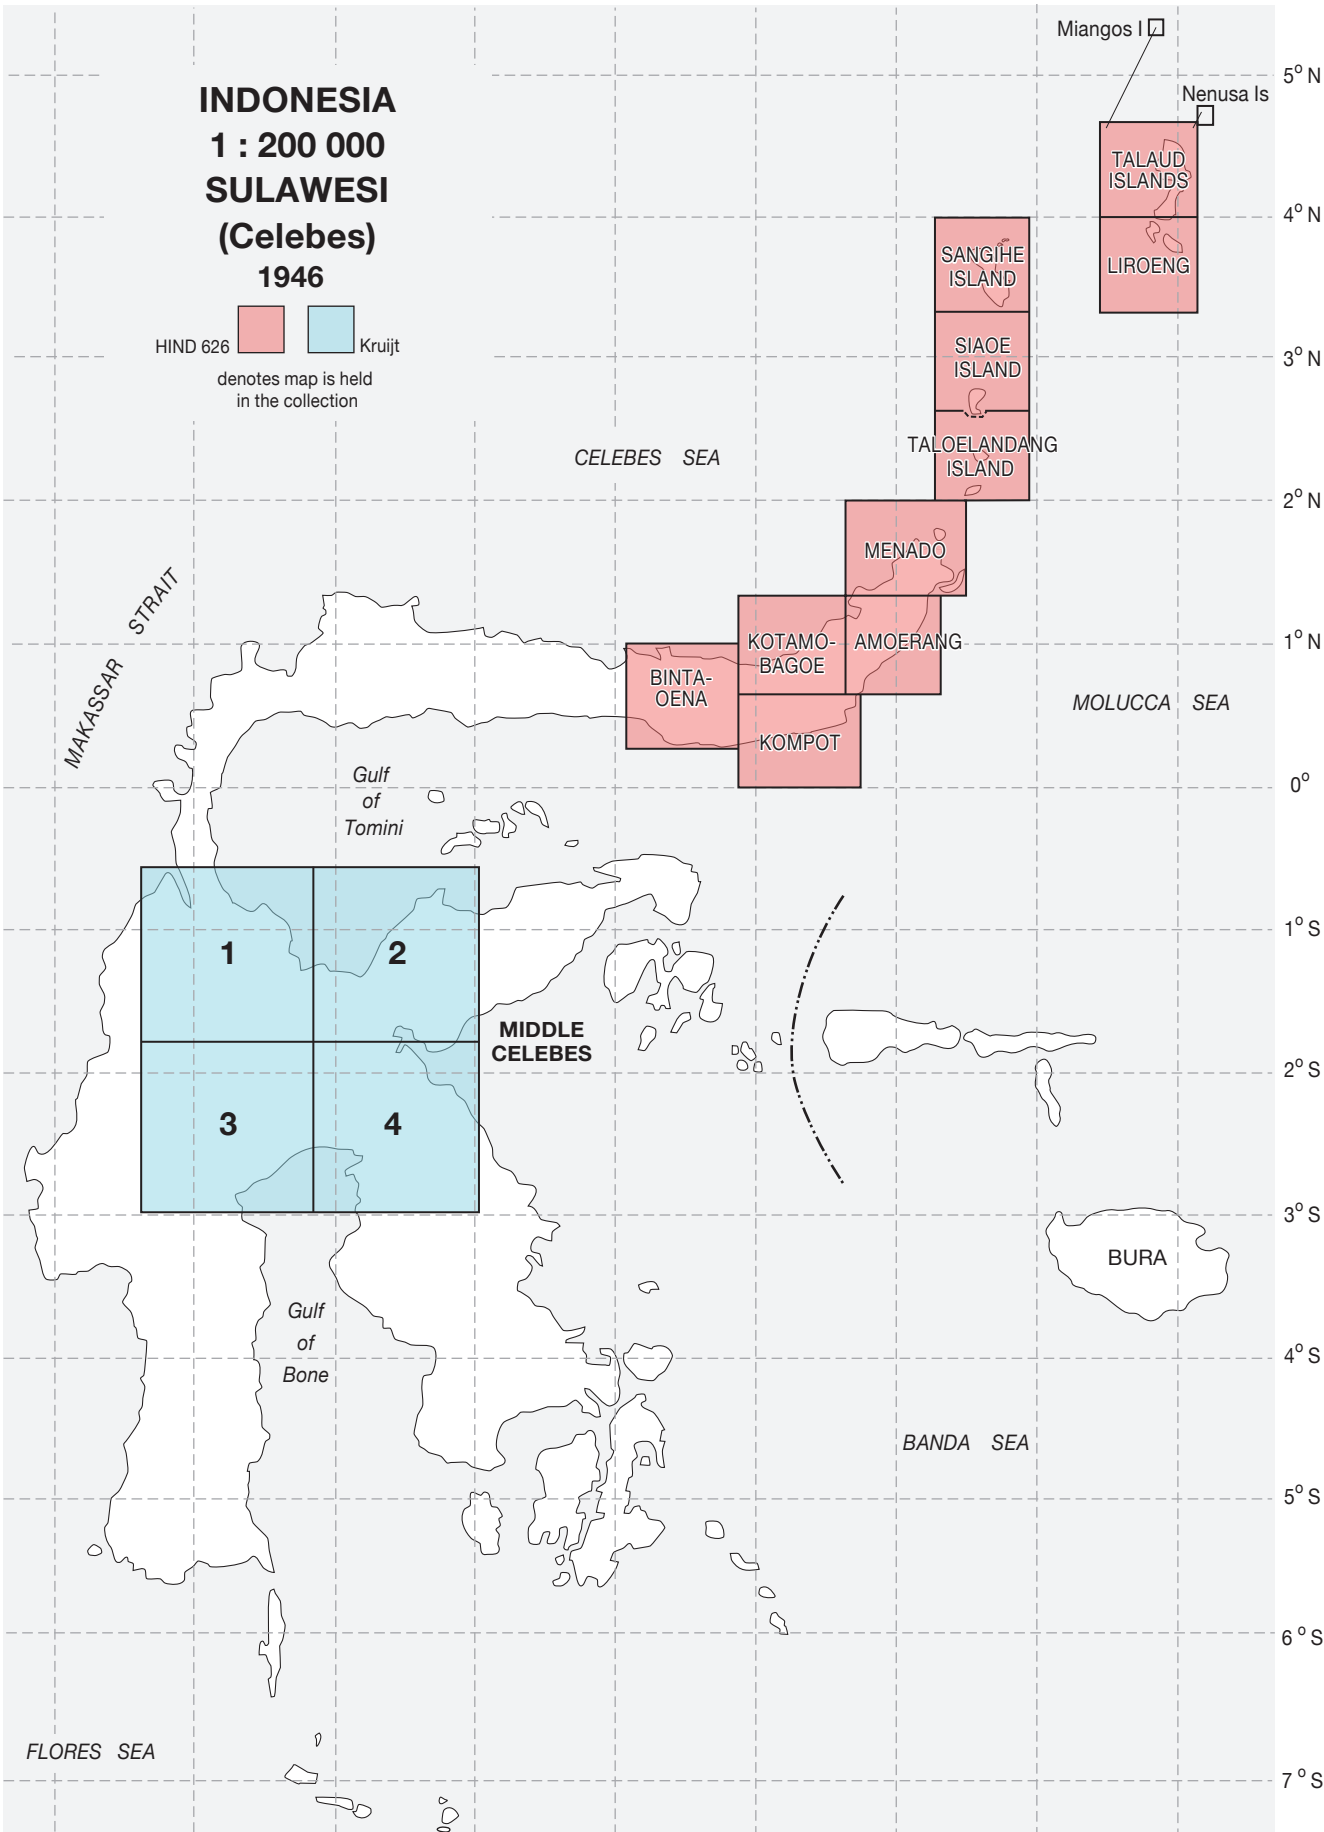 INDONESIA
1 : 200 000
SULAWESI
(Celebes)
1946
HIND 626
Kruijt
denotes map is held
in the collection
Miangos I
5° N
Nenusa Is
TALAUD
ISLANDS
4° N
LIROENG
SANGIHE
ISLAND
SIAOE
ISLAND
3° N
TALOELANDANG
ISLAND
CELEBES SEA
2° N
MENADO
MAKASSAR STRAIT
KOTAMO-
BAGOE
AMOERANG
1° N
BINTA-
OENA
MOLUCCA SEA
KOMPOT
0°
Gulf
of
Tomini
1
2
1° S
MIDDLE
CELEBES
2° S
3
4
3° S
BURA
Gulf
of
Bone
4° S
BANDA SEA
5° S
6° S
FLORES SEA
7° S